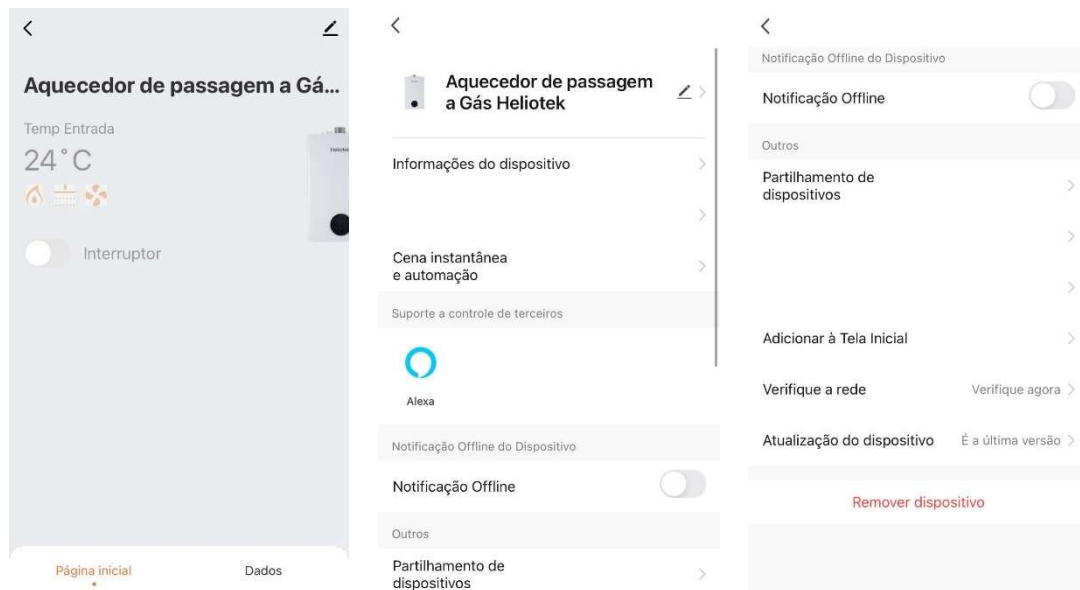 Aquecedor de passagem a Gá...
Temp Entrada
24°C
Interruptor
Página inicial
Dados
Aquecedor de passagem
a Gás Heliotek
Informações do dispositivo
Cena instantânea
e automação
Suporte a controle de terceiros
Alexa
Notificação Offline do Dispositivo
Notificação Offline
Outros
Partilhamento de
dispositivos
Notificação Offline do Dispositivo
Notificação Offline
Outros
Partilhamento de
dispositivos
Adicionar à Tela Inicial
Verifique a rede
Verifique agora
Atualização do dispositivo
É a última versão
Remover dispositivo